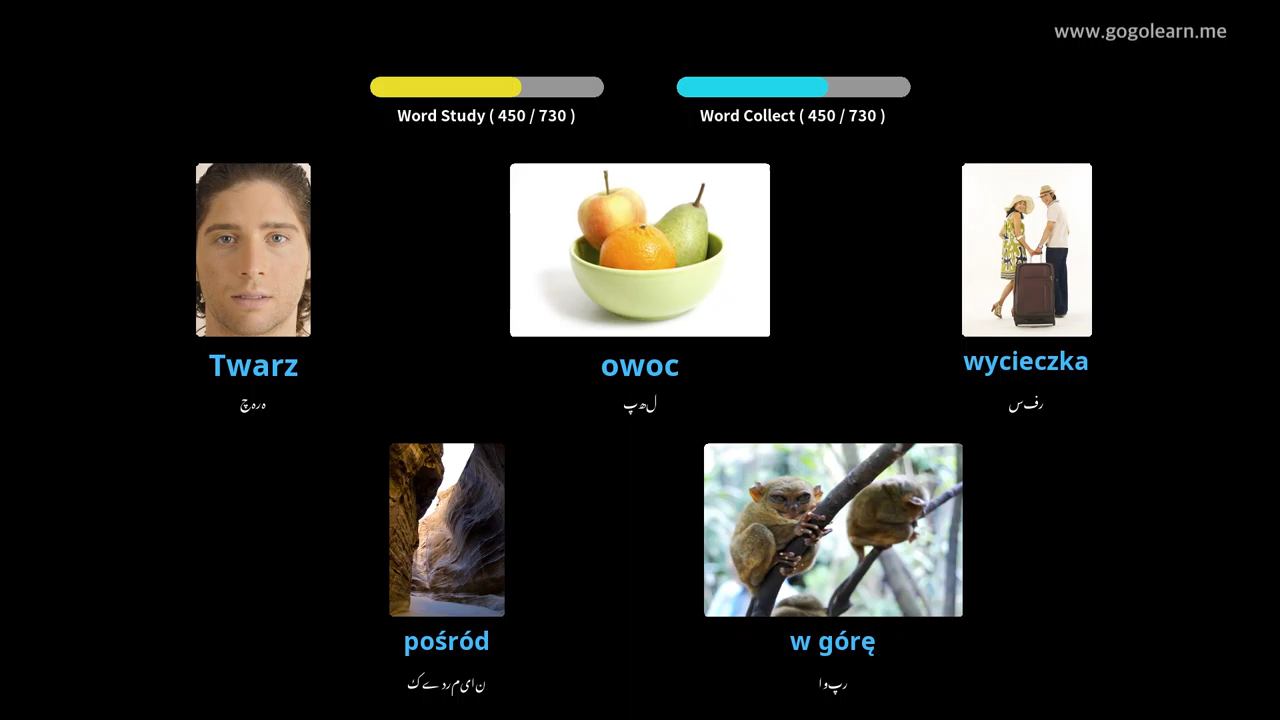 www.gogolearn.me
Word Study ( 450 / 730 )
Word Collect ( 450 / 730 )
Twarz
چہرہ
owoc
پھل
wycieczka
سفر
pośród
کے درمیان
w górę
اوپر